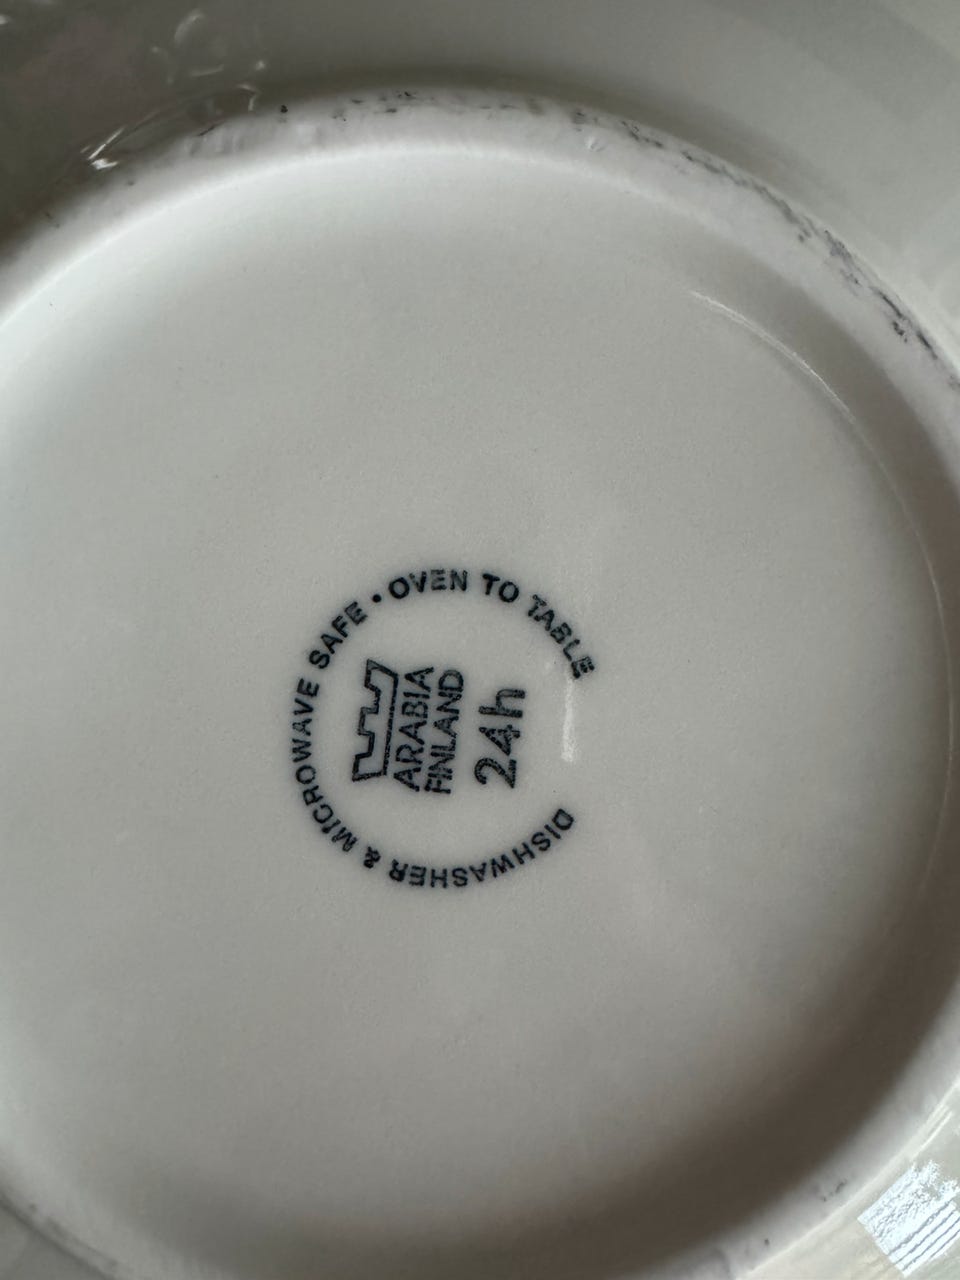 DISHWASHER & MICROWAVE SAFE • OVEN TO TABLE
ARABIA
FINLAND
24h